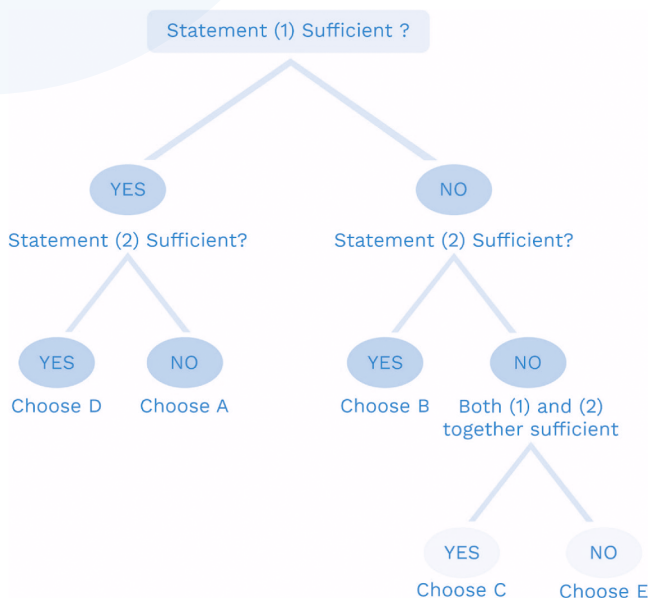 Statement (1) Sufficient ?
YES
NO
Statement (2) Sufficient?
Statement (2) Sufficient?
YES
NO
YES
NO
Choose D
Choose A
Choose B
Both (1) and (2)
together sufficient
YES
NO
Choose C
Choose E